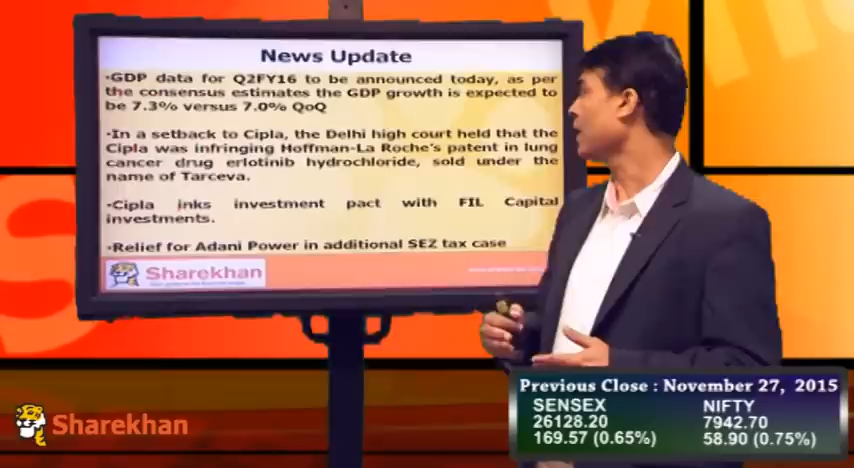 News Update
•GDP data for Q2FY16 to be announced today, as per
the consensus estimates the GDP growth is expected to
be 7.3% versus 7.0% QoQ
•In a setback to Cipla, the Delhi high court held that the
Cipla was infringing Hoffman-La Roche's patent in lung
cancer drug erlotinib hydrochloride, sold under the
name of Tarceva.
•Cipla inks investment pact with FIL Capital
investments.
•Relief for Adani Power in additional SEZ tax case
Sharekhan
Previous Close : November 27, 2015
SENSEX NIFTY
26128.20 7942.70
169.57 (0.65%) 58.90 (0.75%)
Sharekhan